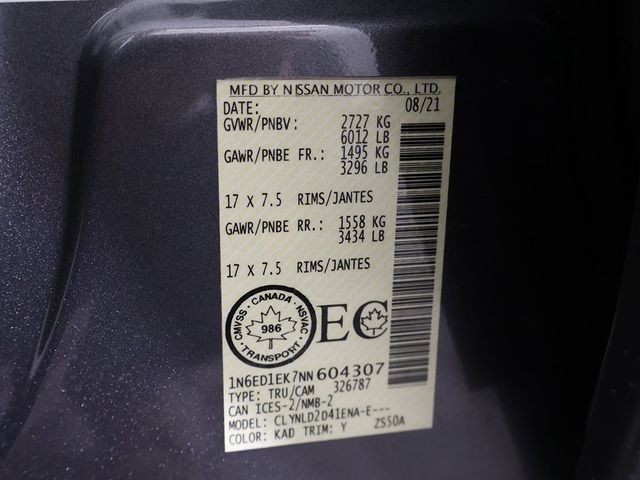 MFD BY NISSAN MOTOR CO., LTD.
DATE: 08/21
GVWR/PNBV: 2727 KG
6012 LB
GAWR/PNBE FR.: 1495 KG
3296 LB
17 X 7.5 RIMS/JANTES
GAWR/PNBE RR.: 1558 KG
3434 LB
17 X 7.5 RIMS/JANTES
CANADA · NSVAC · TRANSPORT · CMVSS
986
EC
1N6ED1EK7NN604307
TYPE: TRU/CAM 326787
CAN ICES-2/NMB-2
MODEL: CLYNLD2D41ENA-E---
COLOR: KAD TRIM: Y ZS50A